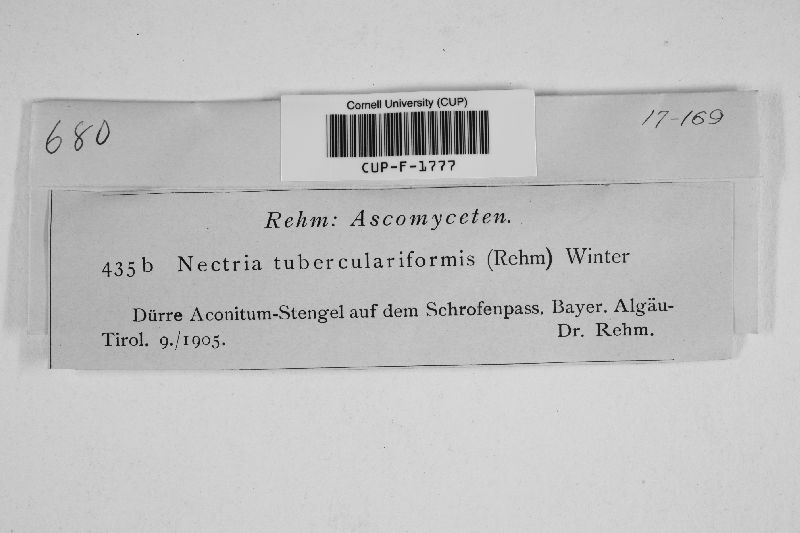 Cornell University (CUP)
CUP-F-1777
680
17-169
Rehm: Ascomyceten.
435b Nectria tuberculariformis (Rehm) Winter
Dürre Aconitum-Stengel auf dem Schrofenpass, Bayer. Algäu-
Tirol. 9./1905.
Dr. Rehm.